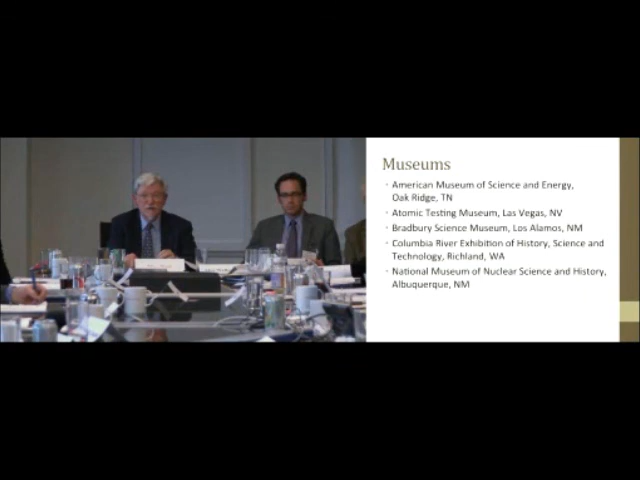 Museums
· American Museum of Science and Energy,
Oak Ridge, TN
· Atomic Testing Museum, Las Vegas, NV
· Bradbury Science Museum, Los Alamos, NM
· Columbia River Exhibition of History, Science and
Technology, Richland, WA
· National Museum of Nuclear Science and History,
Albuquerque, NM